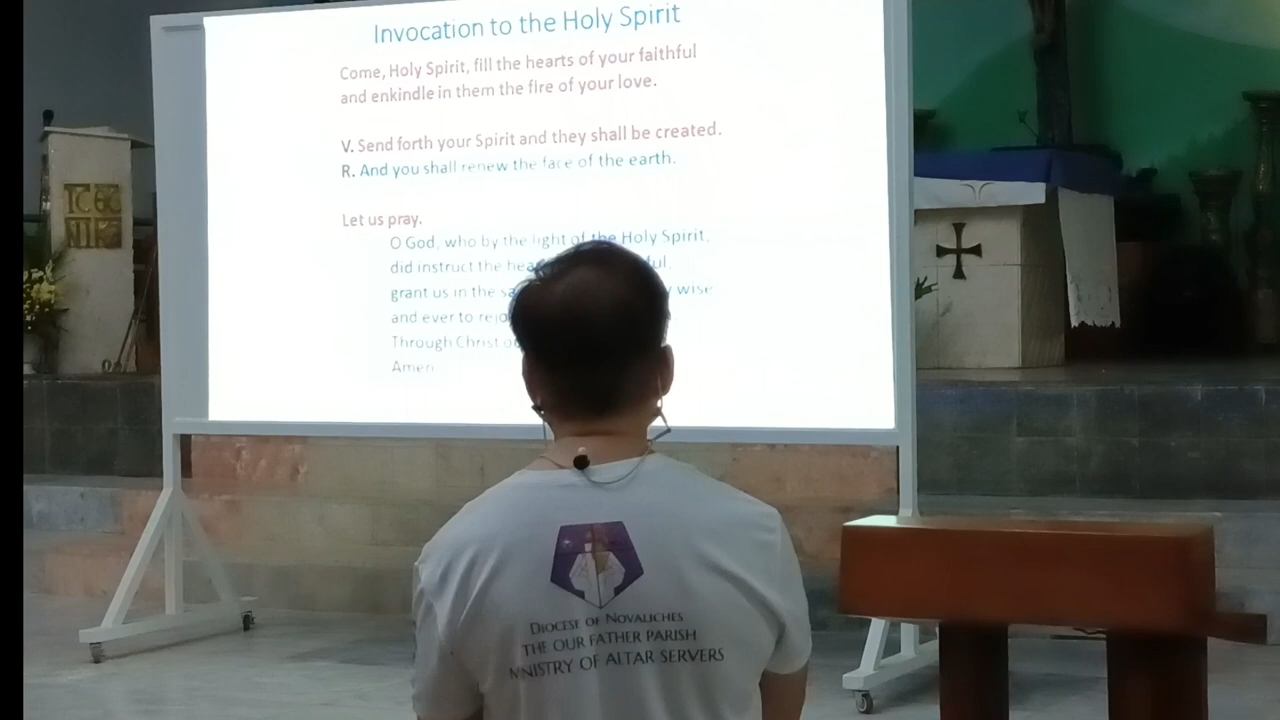 Invocation to the Holy Spirit
Come, Holy Spirit, fill the hearts of your faithful
and enkindle in them the fire of your love.
V. Send forth your Spirit and they shall be created.
R. And you shall renew the face of the earth.
Let us pray.
O God, who by the light of the Holy Spirit,
did instruct the
grant us in the wise
and ever to
Through Christ
Amen
IC
NIKA
DIOCESE OF NOVALICHES
THE OUR FATHER PARISH
MINISTRY OF ALTAR SERVERS